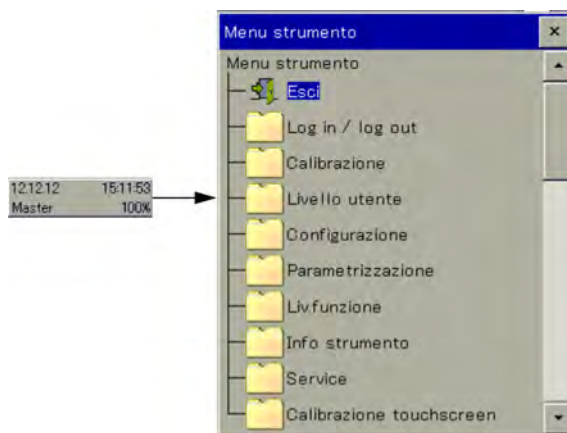 Menu strumento
Menu strumento
Esci
Log in / log out
Calibrazione
12.12.12 15:11:53
Master 100%
Livello utente
Configurazione
Parametrizzazione
Liv.funzione
Info strumento
Service
Calibrazione touchscreen